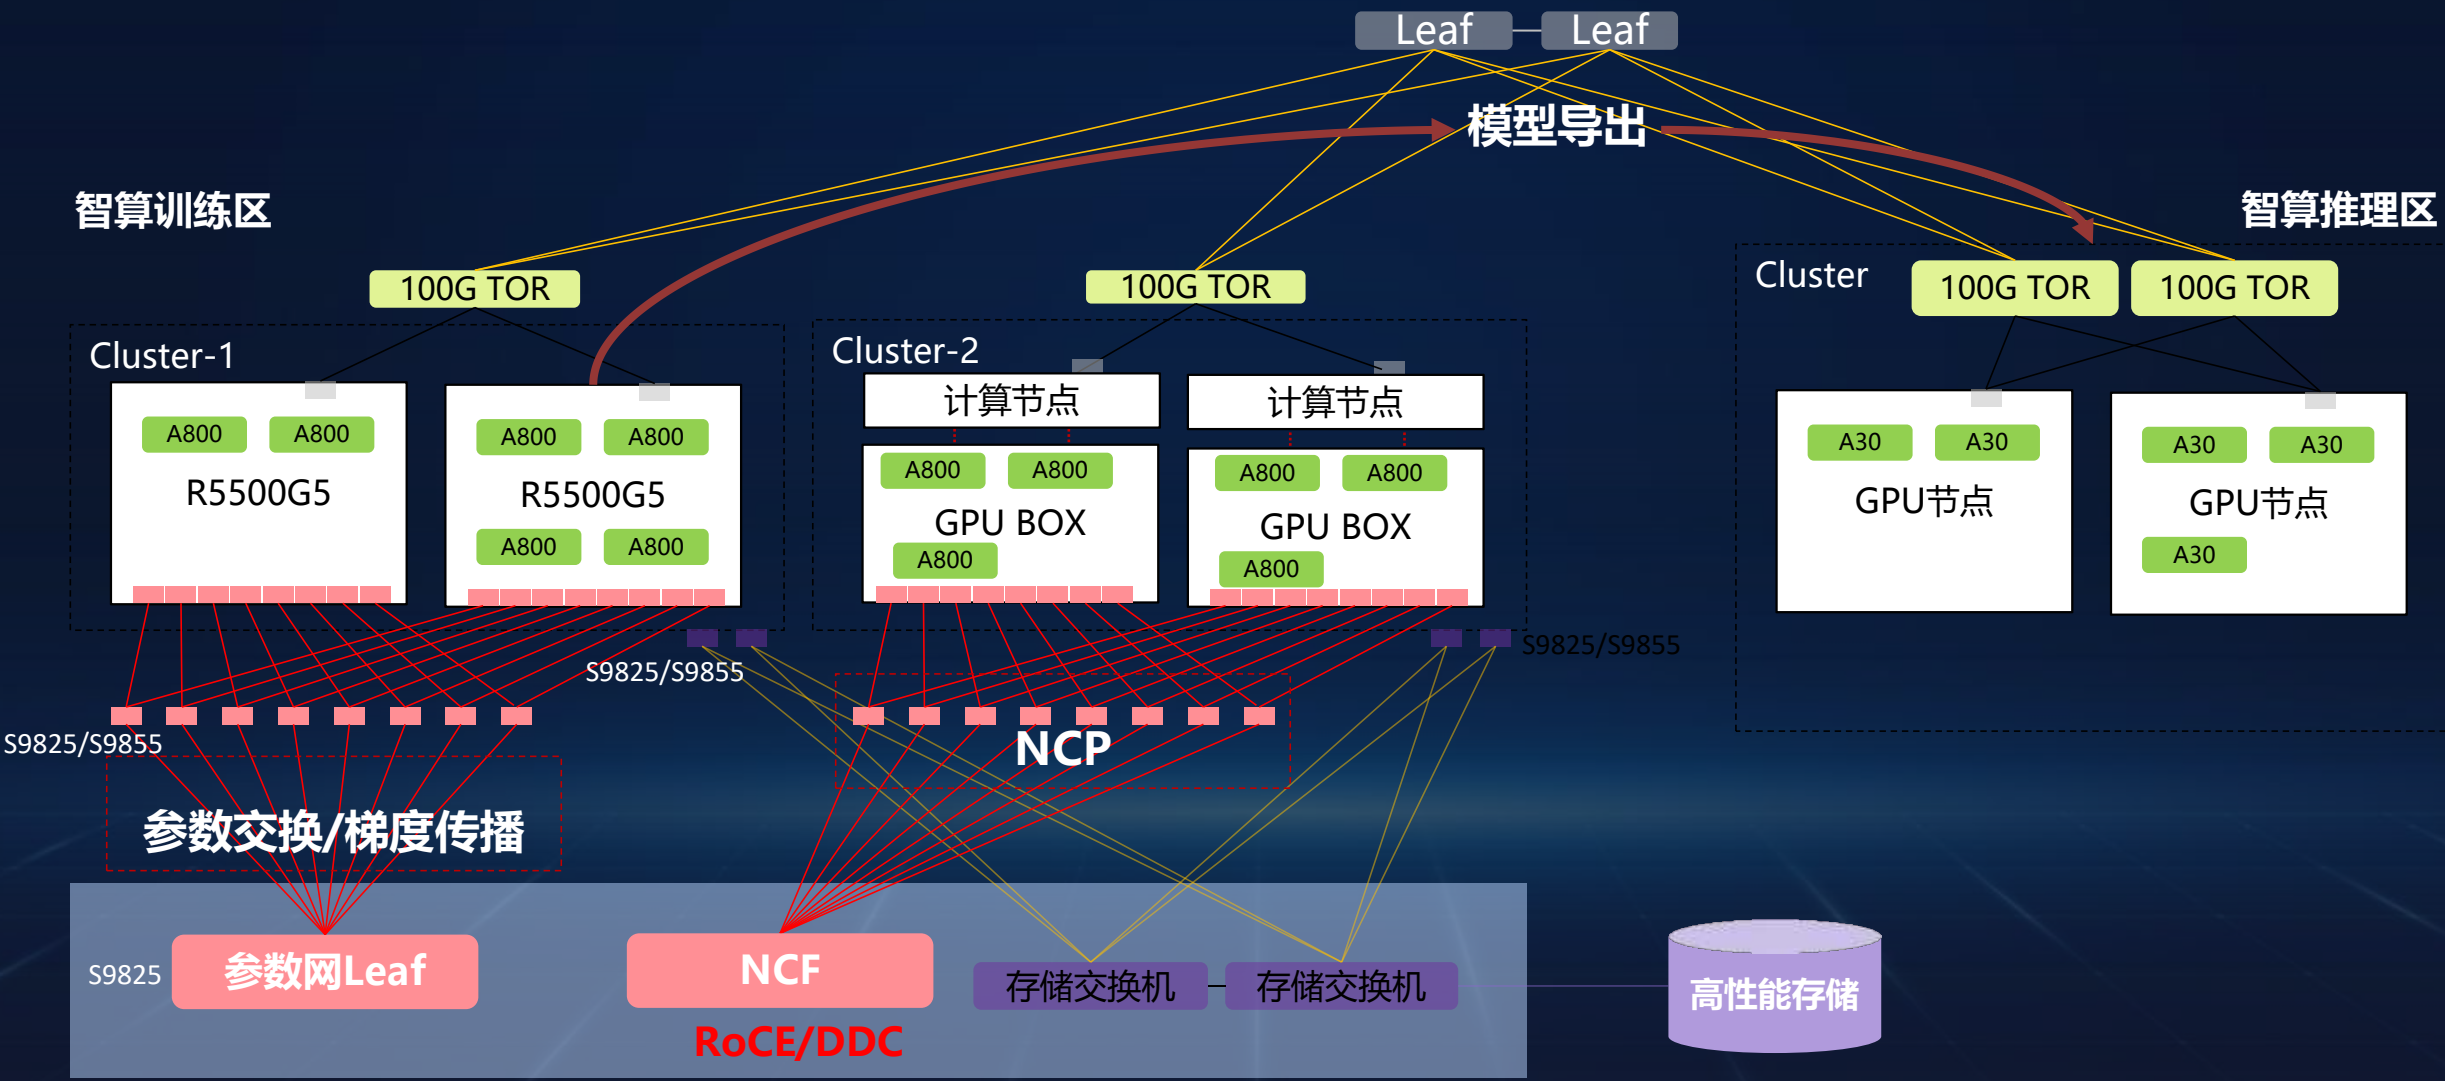 Leaf
Leaf
模型导出
智算训练区
智算推理区
100G TOR
100G TOR
Cluster
100G TOR
100G TOR
Cluster-1
Cluster-2
A800
A800
R5500G5
A800
A800
R5500G5
A800
A800
计算节点
计算节点
A800
A800
GPU BOX
A800
A800
A800
GPU BOX
A800
A30
A30
GPU节点
A30
A30
GPU节点
A30
S9825/S9855
S9825/S9855
S9825/S9855
NCP
参数交换/梯度传播
S9825
参数网Leaf
NCF
RoCE/DDC
存储交换机
存储交换机
高性能存储